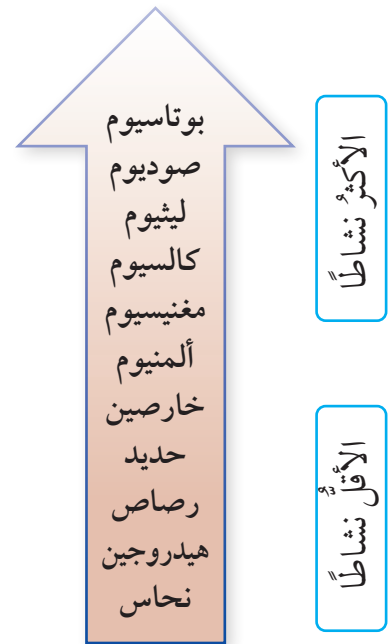 بوتاسيوم
صوديوم
ليثيوم
كالسيوم
مغنيسيوم
ألمنيوم
خارصين
حديد
رصاص
هيدروجين
نحاس
الأكثرُ نشاطًا
الأقلُّ نشاطًا